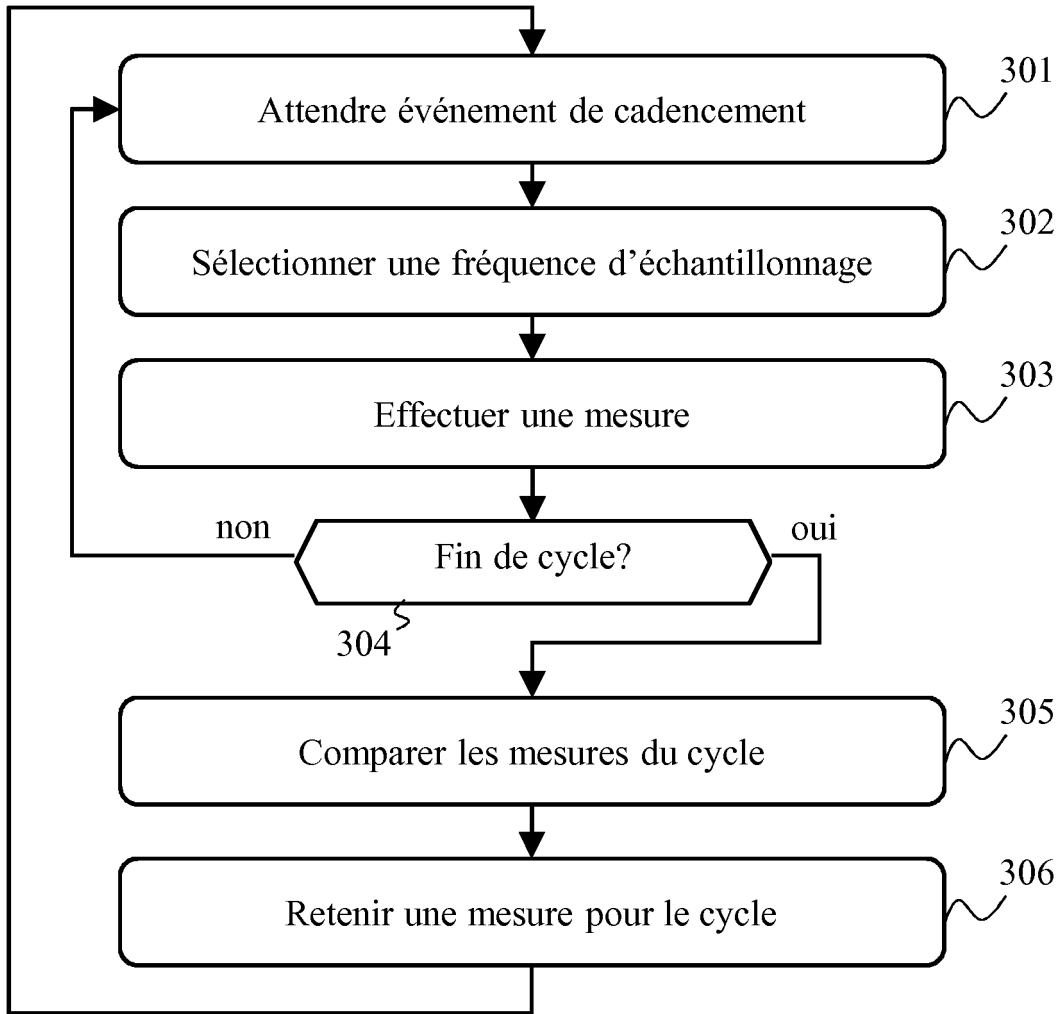 301
Attendre événement de cadencement
302
Sélectionner une fréquence d'échantillonnage
303
Effectuer une mesure
non
oui
Fin de cycle?
304
305
Comparer les mesures du cycle
306
Retenir une mesure pour le cycle